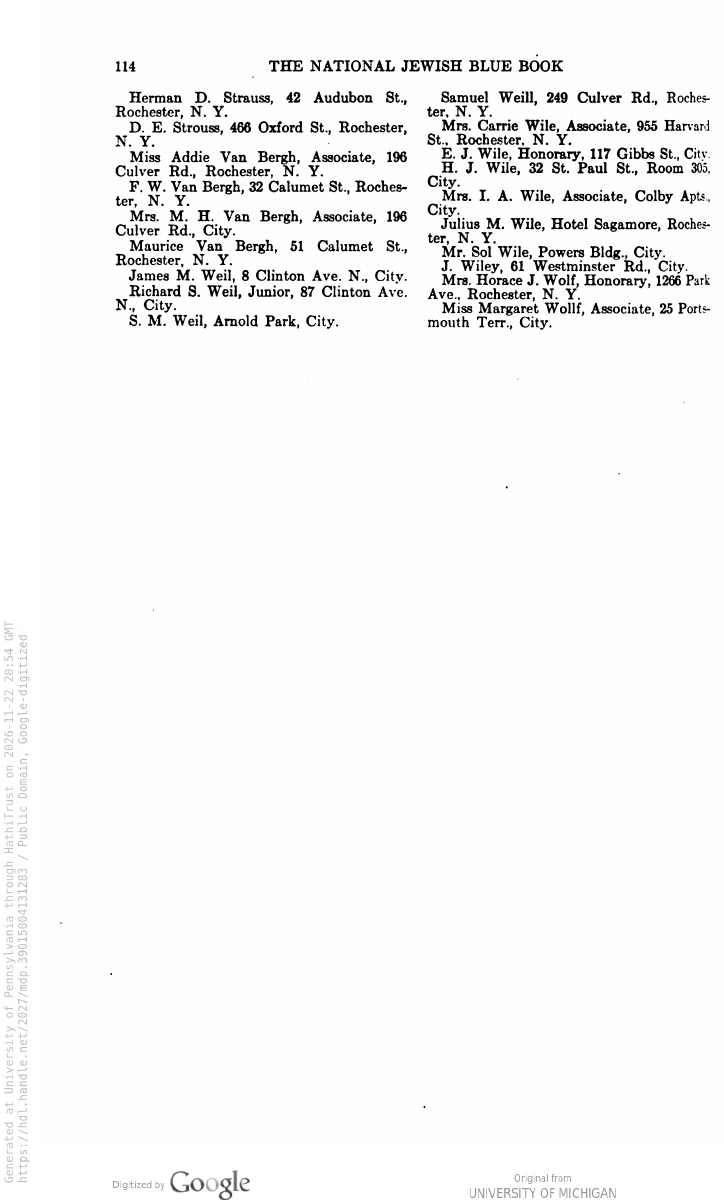 114
THE NATIONAL JEWISH BLUE BOOK
Herman D. Strauss, 42 Audubon St.,
Rochester, N. Y.
D. E. Strouss, 466 Oxford St., Rochester,
N. Y.
Miss Addie Van Bergh, Associate, 196
Culver Rd., Rochester, N. Y.
F. W. Van Bergh, 32 Calumet St., Roches-
ter, N. Y.
Mrs. M. H. Van Bergh, Associate, 196
Culver Rd., City.
Maurice Van Bergh, 51 Calumet St.,
Rochester, N. Y.
James M. Weil, 8 Clinton Ave. N., City.
Richard S. Weil, Junior, 87 Clinton Ave.
N., City.
S. M. Weil, Arnold Park, City.
Samuel Weill, 249 Culver Rd., Roches-
ter, N. Y.
Mrs. Carrie Wile, Associate, 955 Harvard
St., Rochester, N. Y.
E. J. Wile, Honorary, 117 Gibbs St., City.
H. J. Wile, 32 St. Paul St., Room 305,
City.
Mrs. I. A. Wile, Associate, Colby Apts.,
City.
Julius M. Wile, Hotel Sagamore, Roches-
ter, N. Y.
Mr. Sol Wile, Powers Bldg., City.
J. Wiley, 61 Westminster Rd., City.
Mrs. Horace J. Wolf, Honorary, 1266 Park
Ave., Rochester, N. Y.
Miss Margaret Wollf, Associate, 25 Ports-
mouth Terr., City.
Generated at University of Pennsylvania through HathiTrust on 2026-11-22 20:54 GMT
https://hdl.handle.net/2027/mdp.39015004131283 / Public Domain, Google-digitized
Digitized by Google
Original from
UNIVERSITY OF MICHIGAN